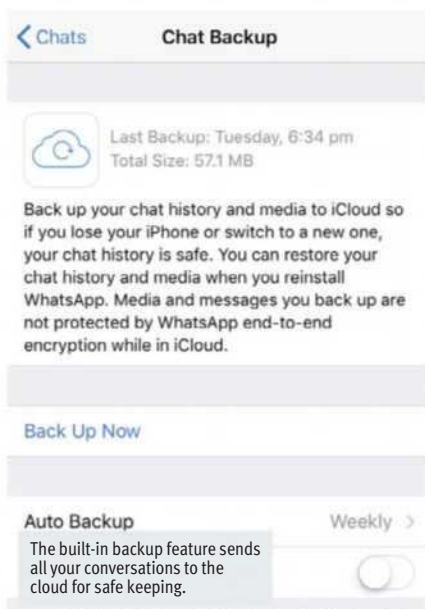 Chats Chat Backup
Last Backup: Tuesday, 6:34 pm
Total Size: 57.1 MB
Back up your chat history and media to iCloud so
if you lose your iPhone or switch to a new one,
your chat history is safe. You can restore your
chat history and media when you reinstall
WhatsApp. Media and messages you back up are
not protected by WhatsApp end-to-end
encryption while in iCloud.
Back Up Now
Auto Backup Weekly
The built-in backup feature sends
all your conversations to the
cloud for safe keeping.